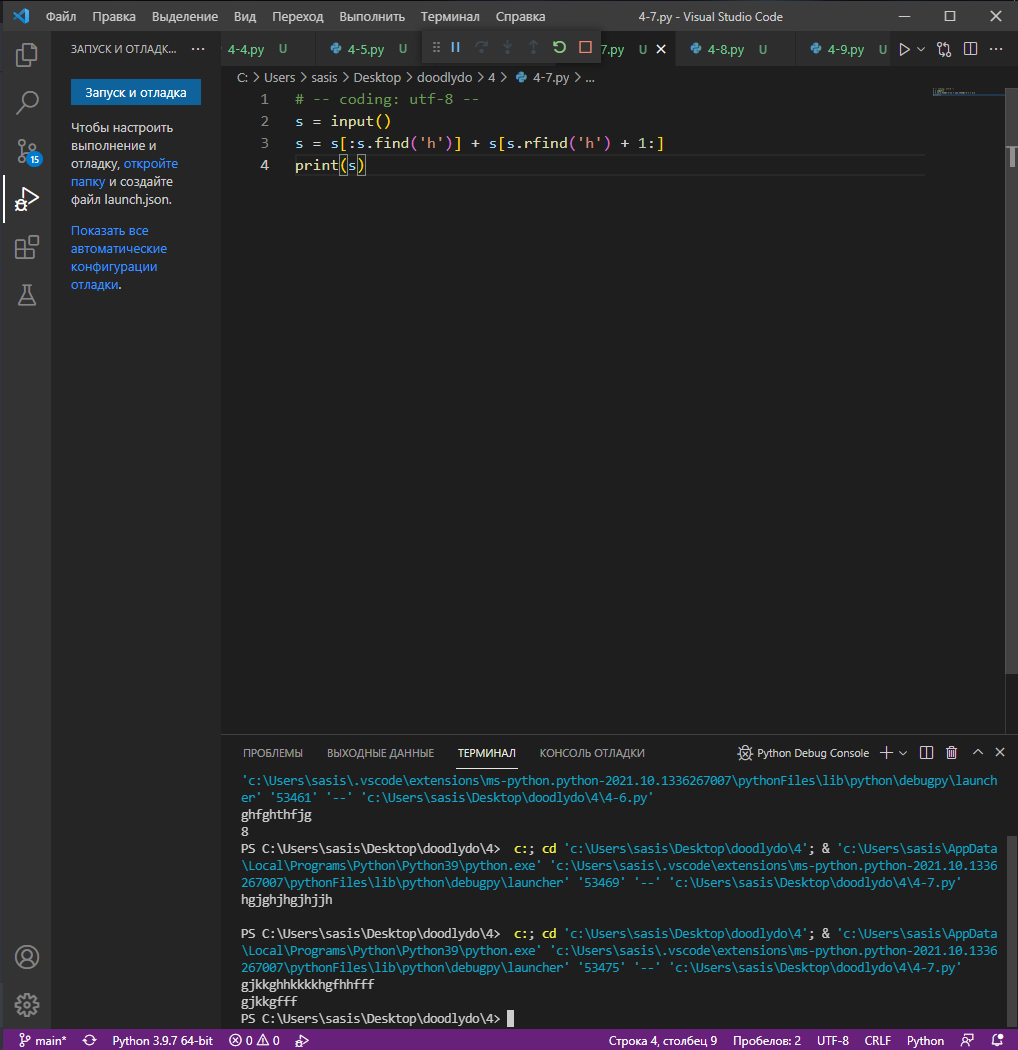 Файл Правка Выделение Вид Переход Выполнить Терминал Справка 4-7.py - Visual Studio Code
ЗАПУСК И ОТЛАДК... ··· 4-4.py U 4-5.py U 7.py U 4-8.py U 4-9.py U ···
C: > Users > sasis > Desktop > doodlydo > 4 > 4-7.py > ...
Запуск и отладка
Чтобы настроить
выполнение и
отладку, откройте
папку и создайте
файл launch.json.
Показать все
автоматические
конфигурации
отладки.
15
1 # -- coding: utf-8 --
2 s = input()
3 s = s[:s.find('h')] + s[s.rfind('h') + 1:]
4 print(s)
ПРОБЛЕМЫ ВЫХОДНЫЕ ДАННЫЕ ТЕРМИНАЛ КОНСОЛЬ ОТЛАДКИ Python Debug Console
'c:\Users\sasis\.vscode\extensions\ms-python.python-2021.10.1336267007\pythonFiles\lib\python\debugpy\launch
er' '53461' '--' 'c:\Users\sasis\Desktop\doodlydo\4\4-6.py'
ghfghthfjg
8
PS C:\Users\sasis\Desktop\doodlydo\4> c:; cd 'c:\Users\sasis\Desktop\doodlydo\4'; & 'c:\Users\sasis\AppData
\Local\Programs\Python\Python39\python.exe' 'c:\Users\sasis\.vscode\extensions\ms-python.python-2021.10.1336
267007\pythonFiles\lib\python\debugpy\launcher' '53469' '--' 'c:\Users\sasis\Desktop\doodlydo\4\4-7.py'
hgjghjhgjhjjh
PS C:\Users\sasis\Desktop\doodlydo\4> c:; cd 'c:\Users\sasis\Desktop\doodlydo\4'; & 'c:\Users\sasis\AppData
\Local\Programs\Python\Python39\python.exe' 'c:\Users\sasis\.vscode\extensions\ms-python.python-2021.10.1336
267007\pythonFiles\lib\python\debugpy\launcher' '53475' '--' 'c:\Users\sasis\Desktop\doodlydo\4\4-7.py'
gjkkghhkkkkhgfhhfff
gjkkgfff
PS C:\Users\sasis\Desktop\doodlydo\4>
main* Python 3.9.7 64-bit 0 0 Строка 4, столбец 9 Пробелов: 2 UTF-8 CRLF Python